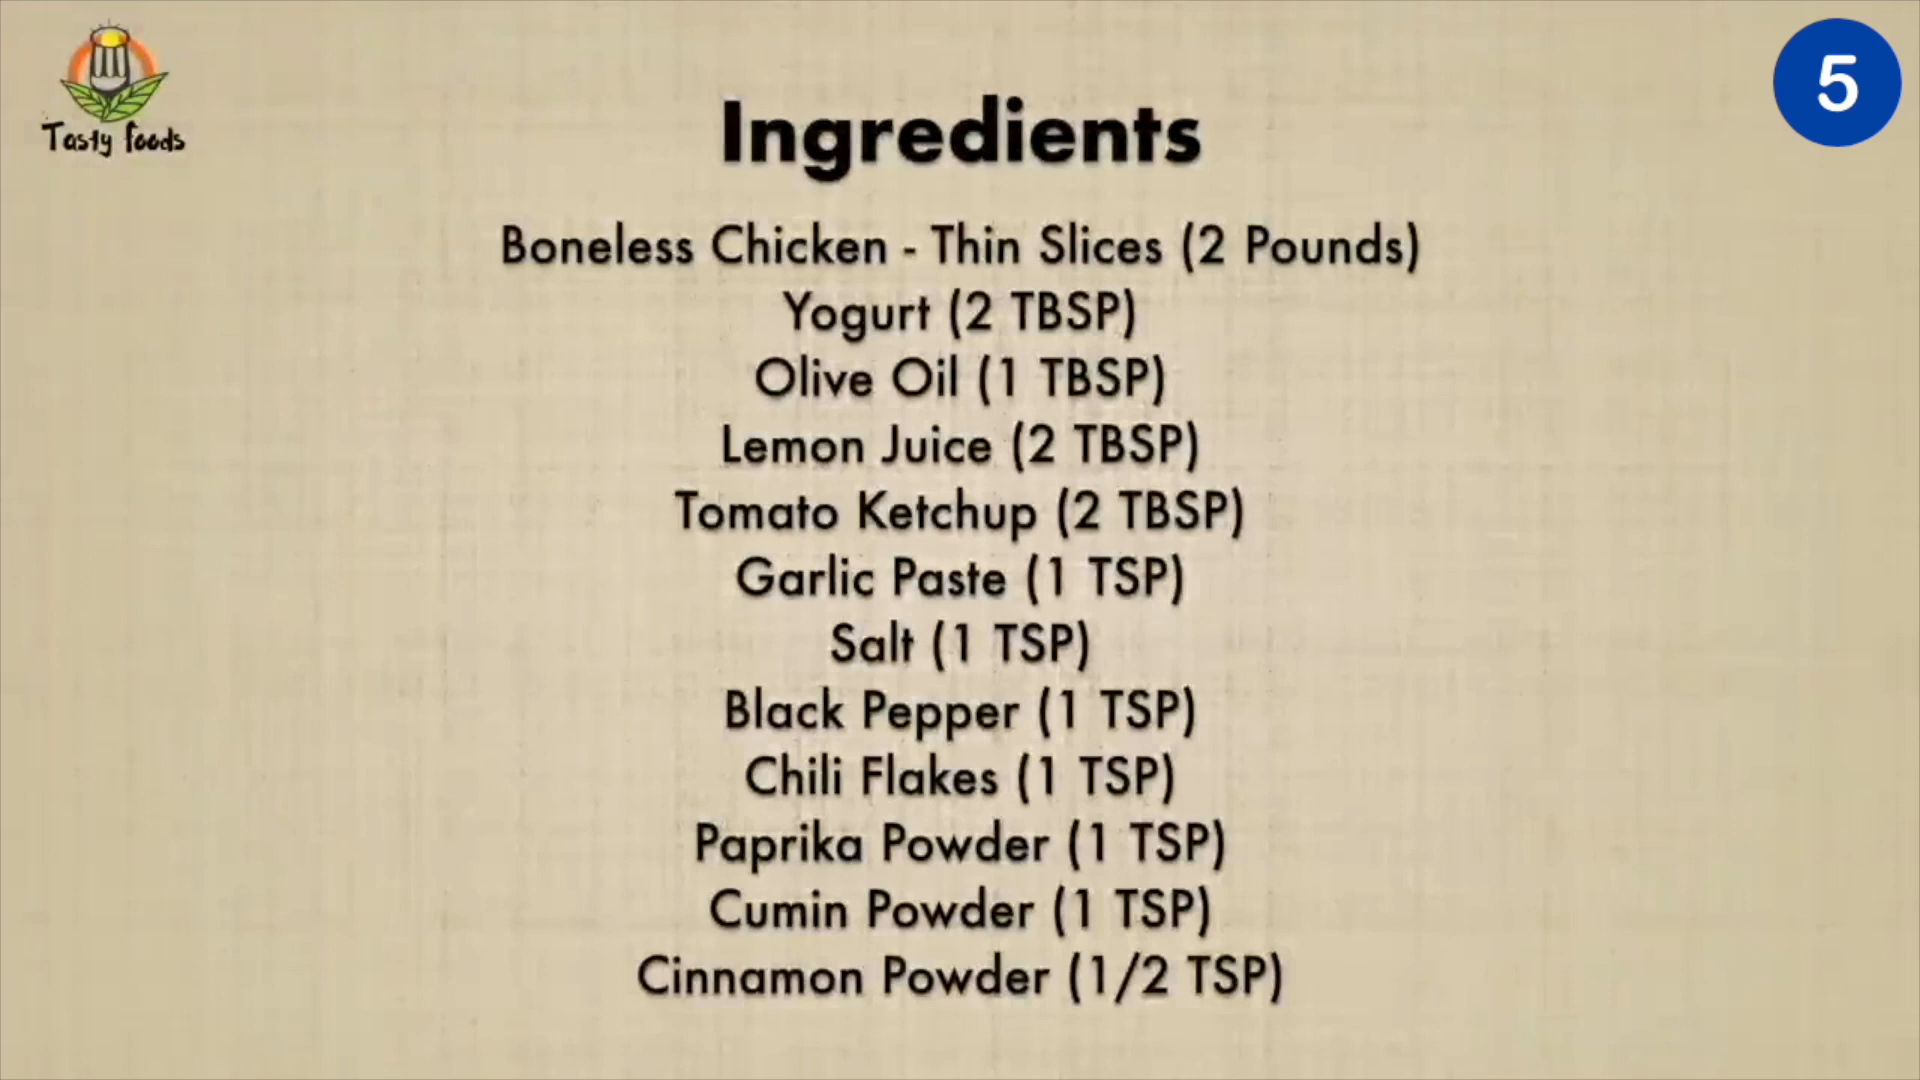 Tasty foods
5
Ingredients
Boneless Chicken - Thin Slices (2 Pounds)
Yogurt (2 TBSP)
Olive Oil (1 TBSP)
Lemon Juice (2 TBSP)
Tomato Ketchup (2 TBSP)
Garlic Paste (1 TSP)
Salt (1 TSP)
Black Pepper (1 TSP)
Chili Flakes (1 TSP)
Paprika Powder (1 TSP)
Cumin Powder (1 TSP)
Cinnamon Powder (1/2 TSP)